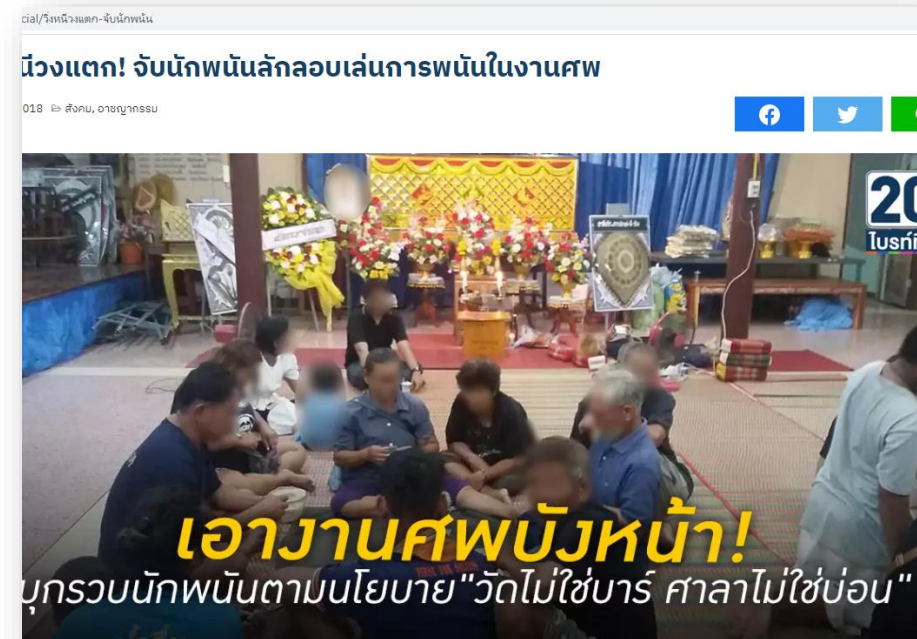 cial/วิ่งหนีวงแตก-จับนักพนัน
นีวงแตก! จับนักพนันลักลอบเล่นการพนันในงานศพ
018 สังคม, อาชญากรรม
20
ไบรท์ที
เอางานศพบังหน้า!
บุกรวบนักพนันตามนโยบาย "วัดไม่ใช่บาร์ ศาลาไม่ใช่บ่อน"